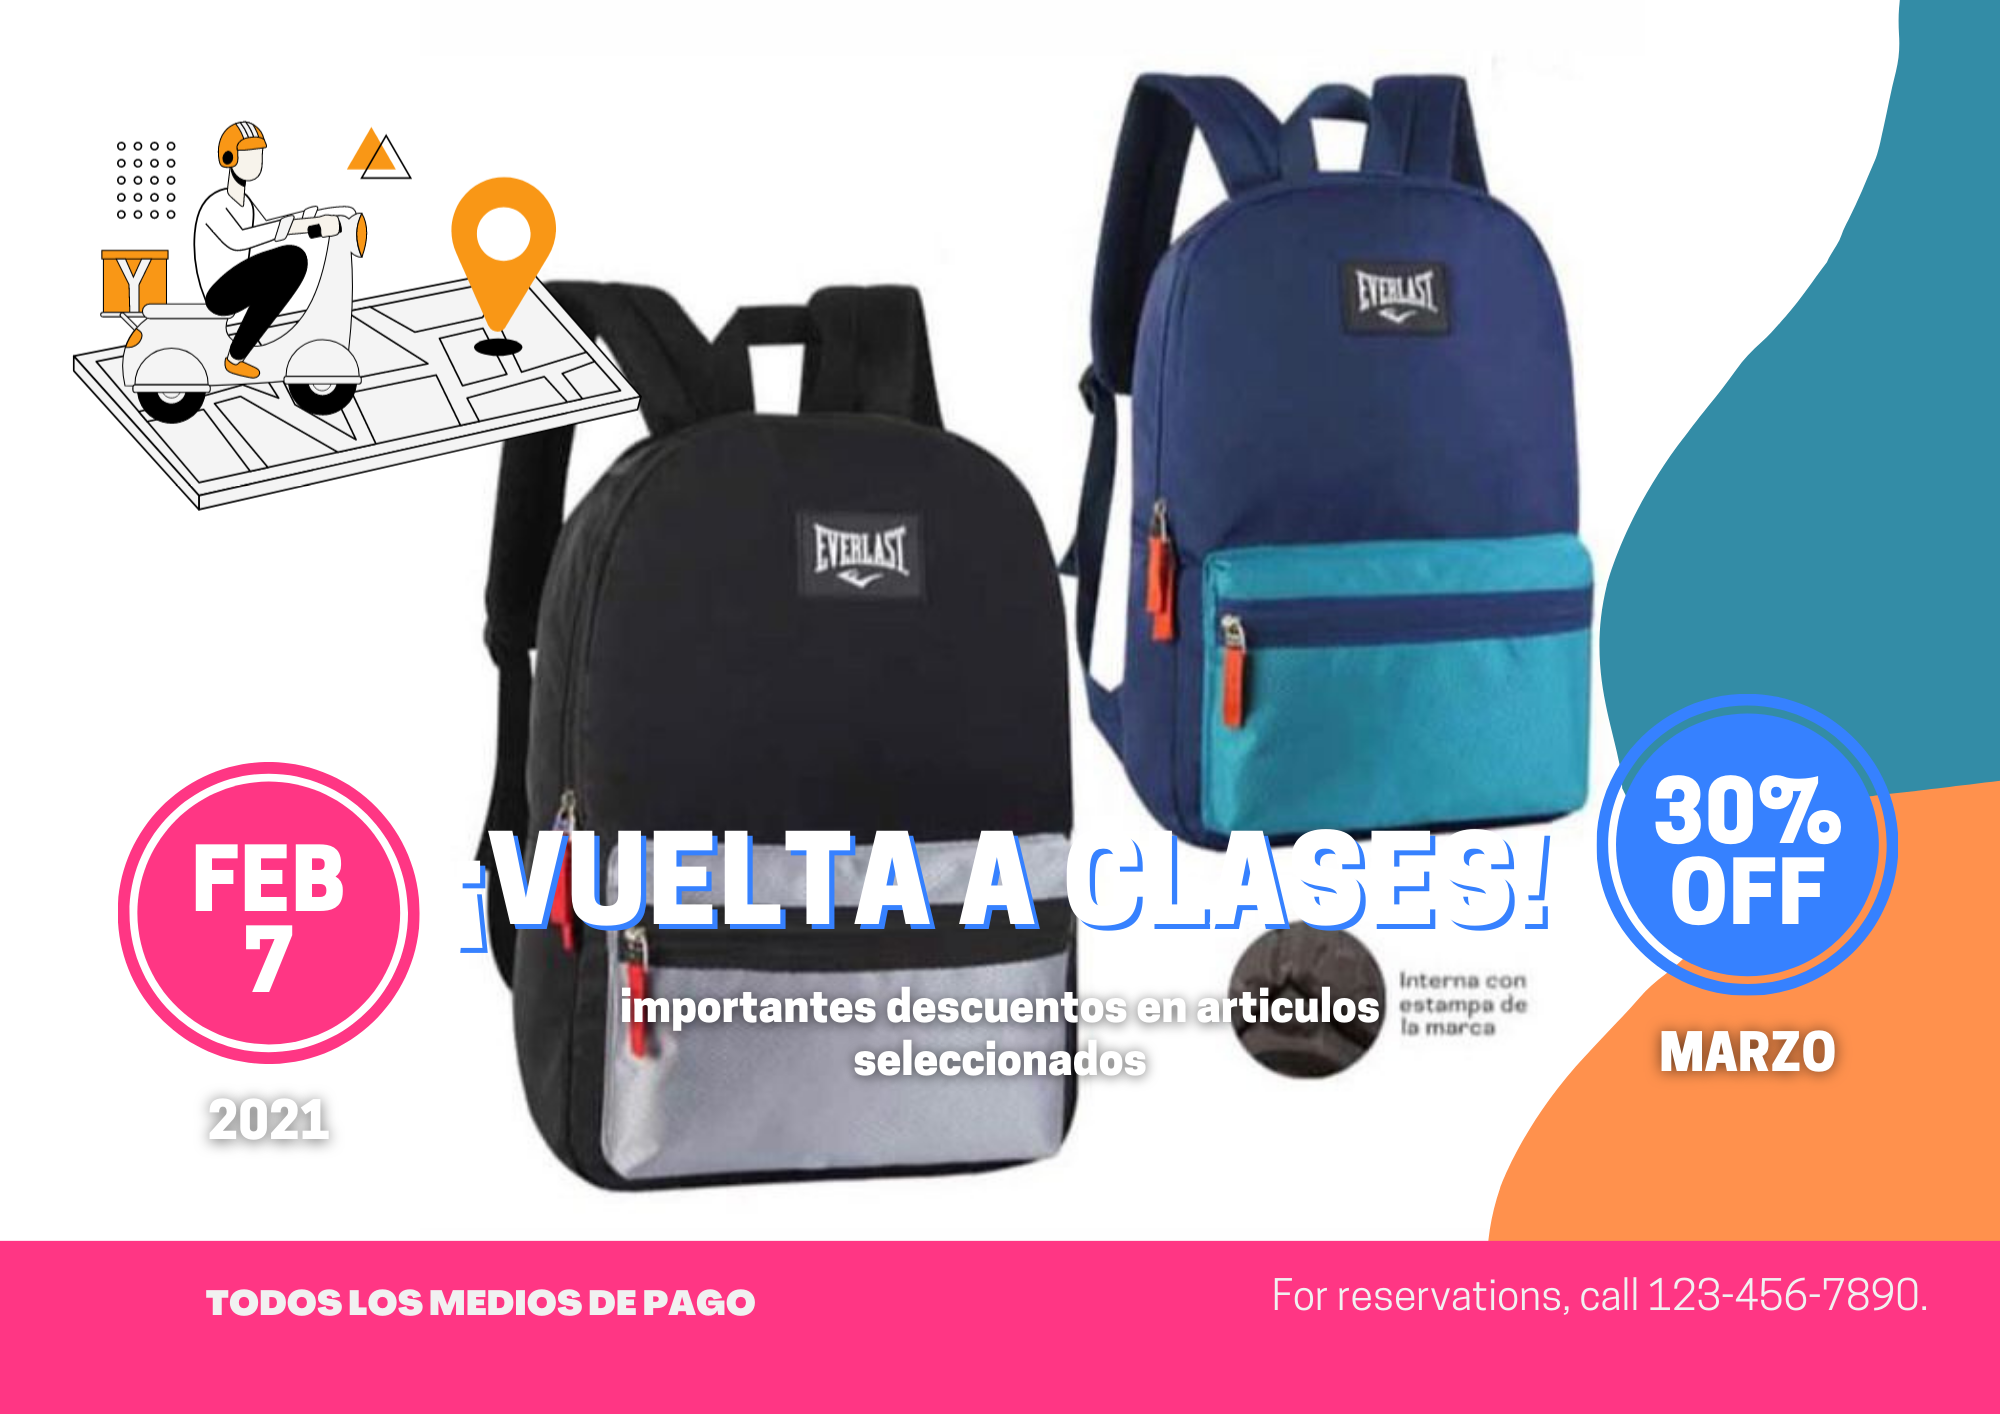 Y
EVERLAST
EVERLAST
FEB
7
2021
¡VUELTA A CLASES!
importantes descuentos en articulos
seleccionados
Interna con
estampa de
la marca
30%
OFF
MARZO
TODOS LOS MEDIOS DE PAGO
For reservations, call 123-456-7890.